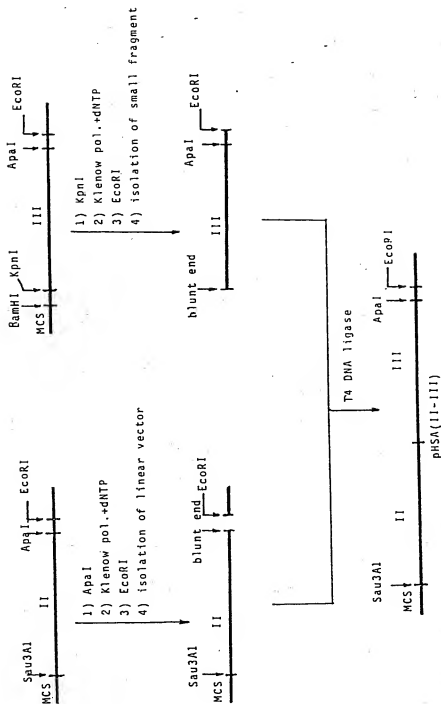 Sau3A1
ApaI
EcoRI
MCS
II
1) ApaI
2) Klenow pol.+dNTP
3) EcoRI
4) isolation of linear vector
Sau3A1
blunt end
EcoRI
MCS
II
BamHI
KpnI
ApaI
EcoRI
MCS
III
1) KpnI
2) Klenow pol.+dNTP
3) EcoRI
4) isolation of small fragment
blunt end
ApaI
EcoRI
III
T4 DNA ligase
Sau3A1
ApaI
EcoRI
MCS
II
III
pHSA(II-III)